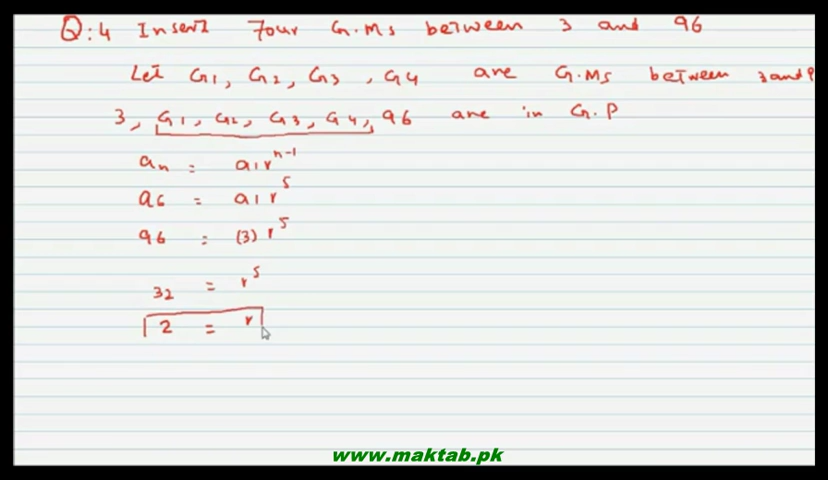 Q:4 Insert Four G.Ms between 3 and 96
Let G1, G2, G3, G4 are G.Ms between 3 and 9
3, G1, G2, G3, G4, 96 are in G.P
an = a1r^n-1
a6 = a1r^5
96 = (3) r^5
32 = r^5
2 = r
www.maktab.pk